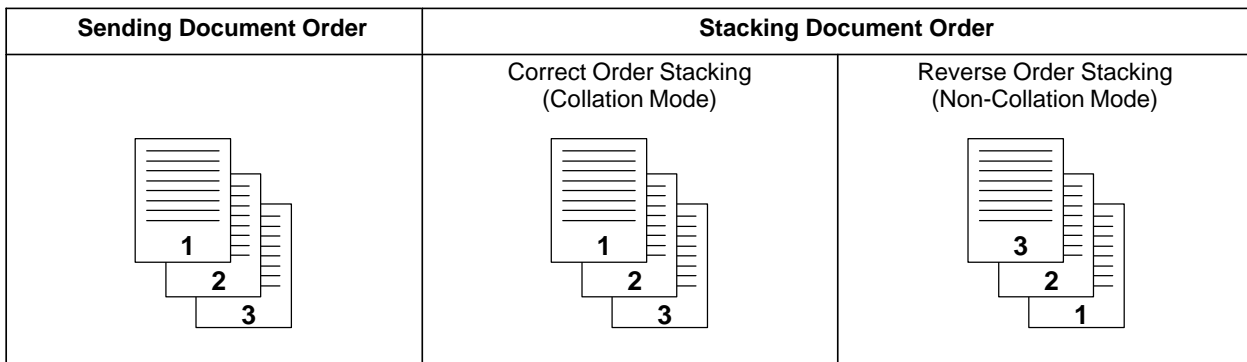 Sending Document Order
Stacking Document Order
Correct Order Stacking
(Collation Mode)
Reverse Order Stacking
(Non-Collation Mode)
1
2
3
1
2
3
3
2
1